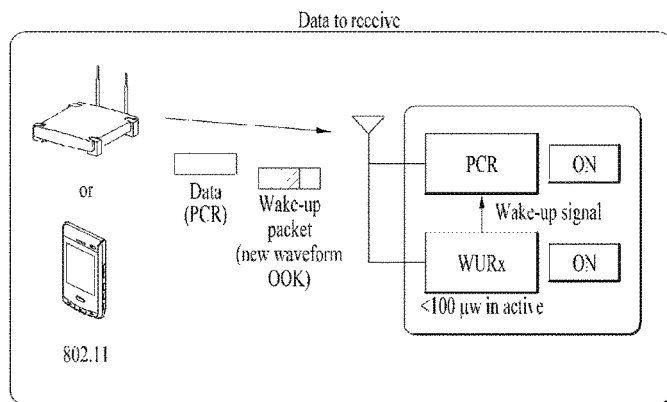 Data to receive
or
802.11
Data
(PCR)
Wake-up
packet
(new waveform
OOK)
PCR
ON
Wake-up signal
WURx
ON
<100 μw in active